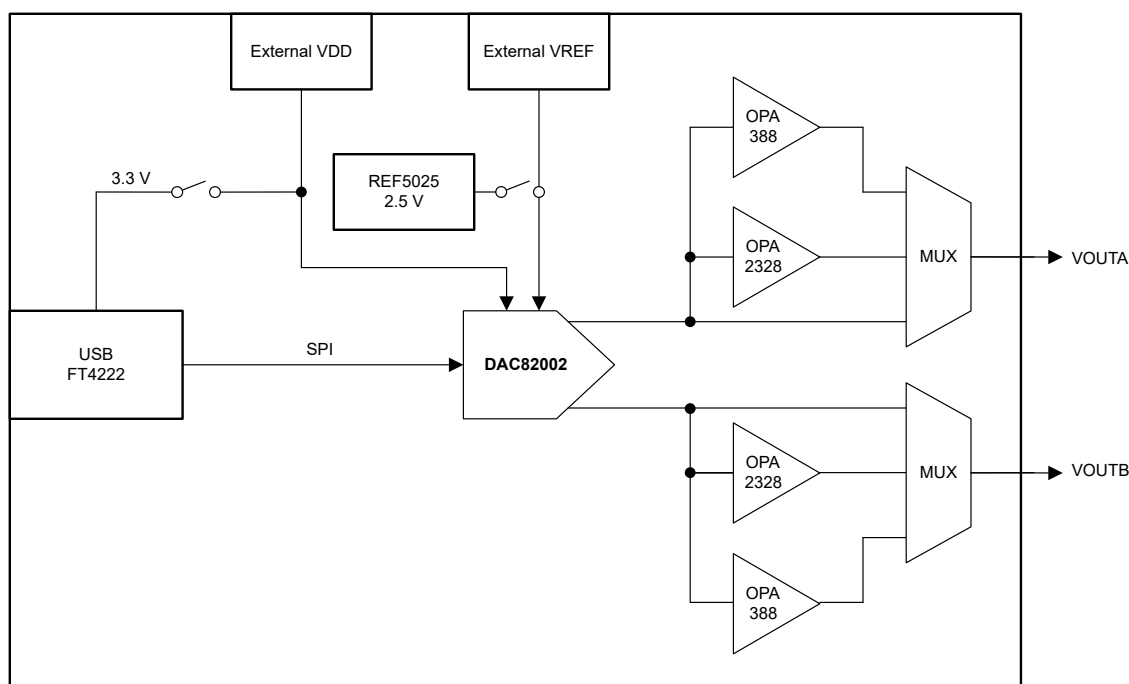 External VDD
External VREF
OPA
388
3.3 V
REF5025
2.5 V
OPA
2328
MUX
VOUTA
USB
FT4222
SPI
DAC82002
OPA
2328
MUX
VOUTB
OPA
388